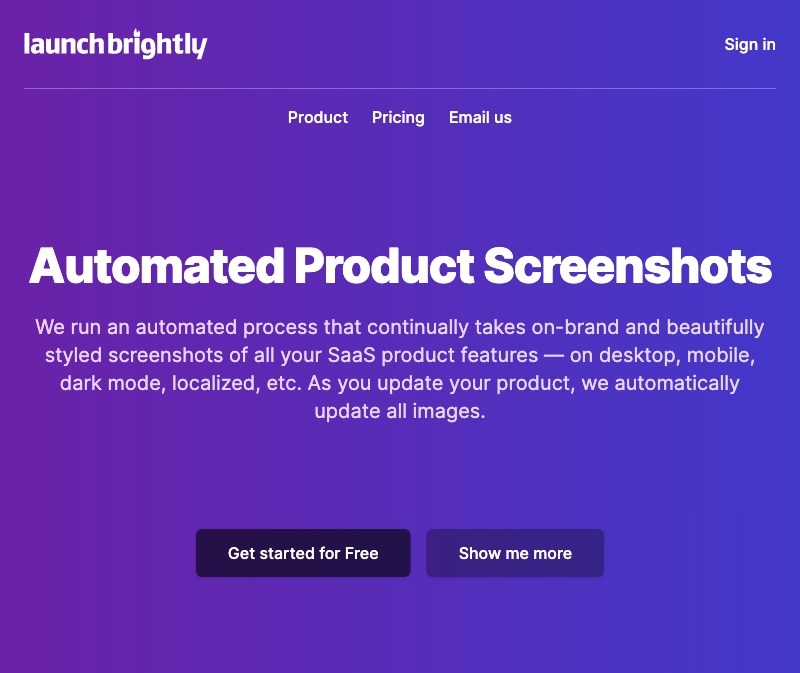 launchbrightly
Sign in
Product Pricing Email us
Automated Product Screenshots
We run an automated process that continually takes on-brand and beautifully
styled screenshots of all your SaaS product features — on desktop, mobile,
dark mode, localized, etc. As you update your product, we automatically
update all images.
Get started for Free
Show me more